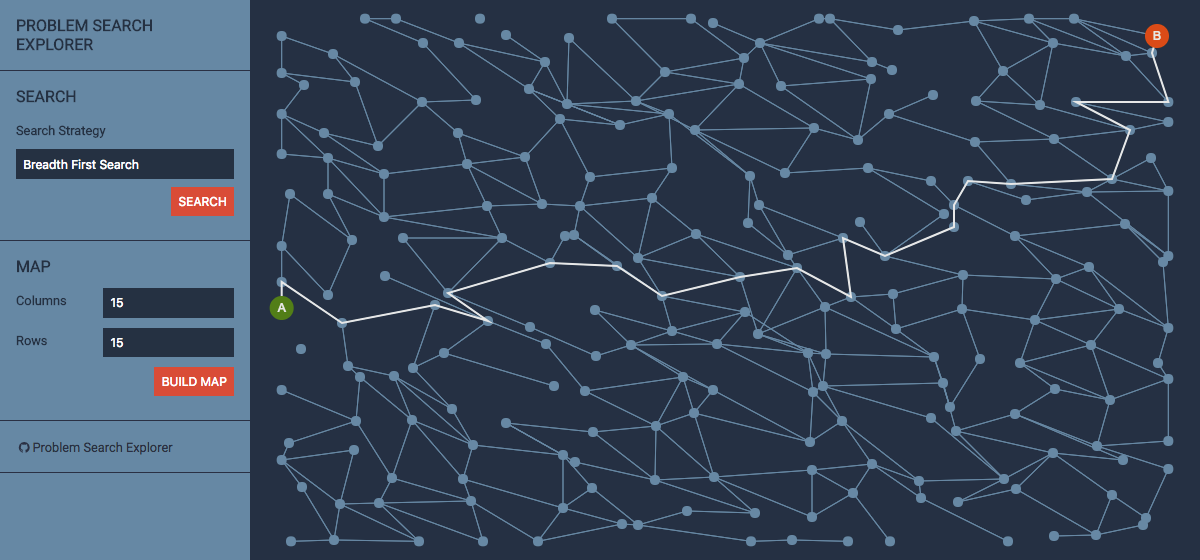 PROBLEM SEARCH
EXPLORER
SEARCH
Search Strategy
Breadth First Search
SEARCH
MAP
Columns 15
Rows 15
BUILD MAP
Problem Search Explorer
A
B